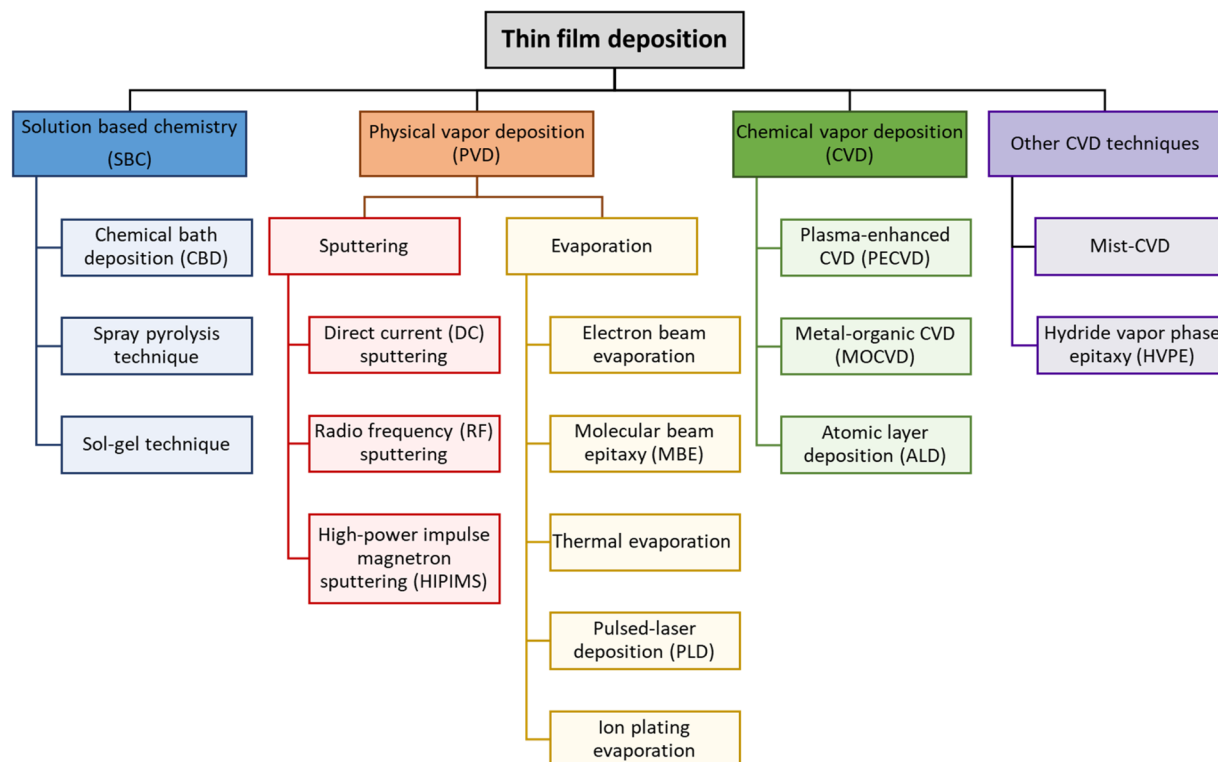 Thin film deposition
Solution based chemistry
(SBC)
Physical vapor deposition
(PVD)
Chemical vapor deposition
(CVD)
Other CVD techniques
Chemical bath
deposition (CBD)
Spray pyrolysis
technique
Sol-gel technique
Sputtering
Direct current (DC)
sputtering
Radio frequency (RF)
sputtering
High-power impulse
magnetron
sputtering (HIPIMS)
Evaporation
Electron beam
evaporation
Molecular beam
epitaxy (MBE)
Thermal evaporation
Pulsed-laser
deposition (PLD)
Ion plating
evaporation
Plasma-enhanced
CVD (PECVD)
Metal-organic CVD
(MOCVD)
Atomic layer
deposition (ALD)
Mist-CVD
Hydride vapor phase
epitaxy (HVPE)